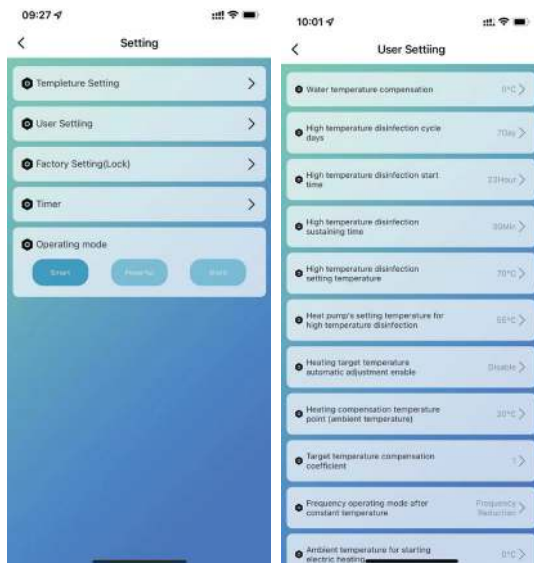 09:27
Setting
Templeture Setting
User Settiing
Factory Setting(Lock)
Timer
Operating mode
Smart
10:01
User Settiing
Water temperature compensation
0°C
High temperature disinfection cycle
days
7Day
High temperature disinfection start
time
23Hour
High temperature disinfection
sustaining time
30Min
High temperature disinfection
setting temperature
70°C
Heat pump's setting temperature for
high temperature disinfection
55°C
Heating target temperature
automatic adjustment enable
Disable
Heating compensation temperature
point (ambient temperature)
20°C
Target temperature compensation
coefficient
1
Frequency operating mode after
constant temperature
Frequency
Reduction
Ambient temperature for starting
electric heating
0°C